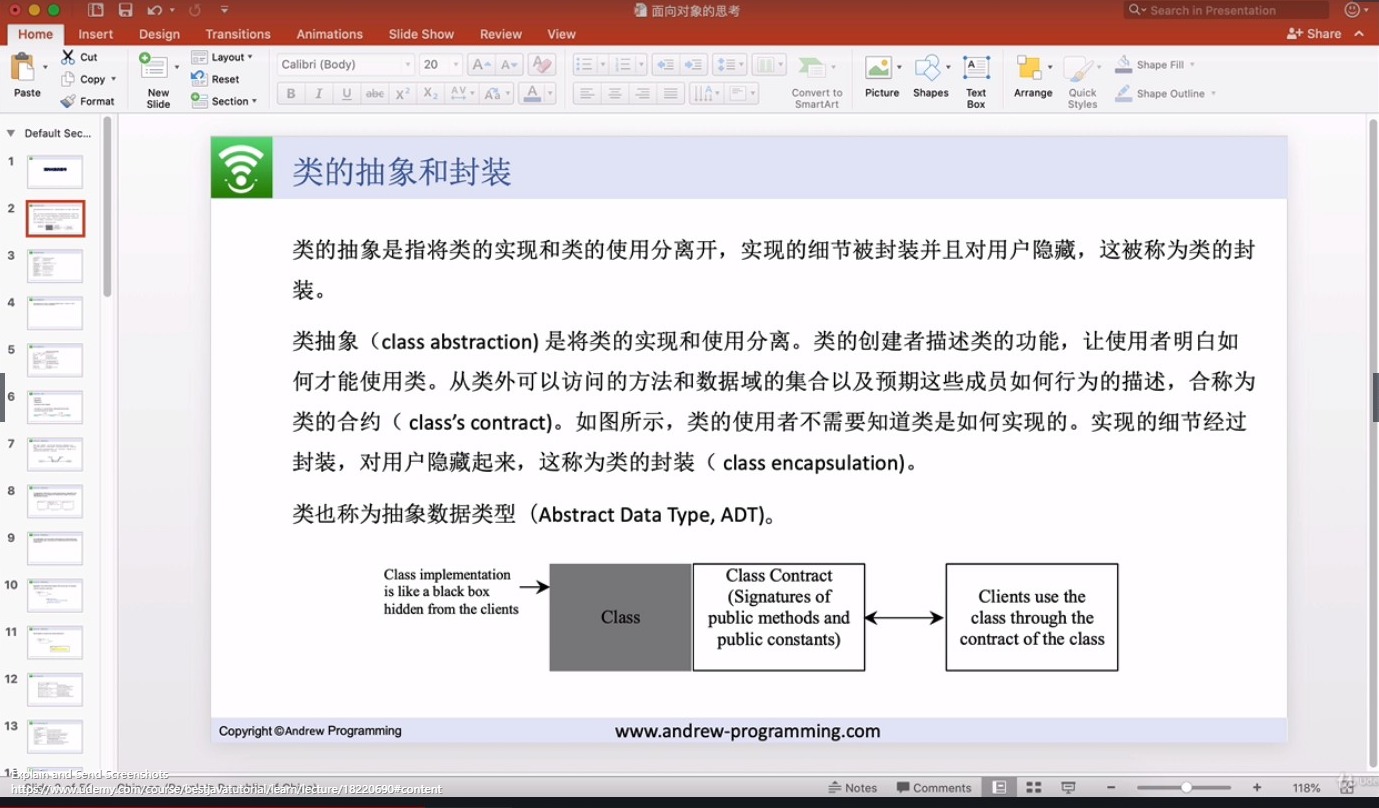 面向对象的思考
Search in Presentation
Home Insert Design Transitions Animations Slide Show Review View
Share
Paste
Cut
Copy
Format
New
Slide
Layout
Reset
Section
Calibri (Body) 20
Convert to
SmartArt
Picture
Shapes
Text
Box
Arrange
Quick
Styles
Shape Fill
Shape Outline
Default Sec...
1
2
3
4
5
6
7
8
9
10
11
12
13
类的抽象和封装
类的抽象是指将类的实现和类的使用分离开，实现的细节被封装并且对用户隐藏，这被称为类的封
装。
类抽象（class abstraction) 是将类的实现和使用分离。类的创建者描述类的功能，让使用者明白如
何才能使用类。从类外可以访问的方法和数据域的集合以及预期这些成员如何行为的描述，合称为
类的合约（ class’s contract)。如图所示，类的使用者不需要知道类是如何实现的。实现的细节经过
封装，对用户隐藏起来，这称为类的封装（ class encapsulation)。
类也称为抽象数据类型（Abstract Data Type, ADT)。
Class implementation
is like a black box
hidden from the clients
Class
Class Contract
(Signatures of
public methods and
public constants)
Clients use the
class through the
contract of the class
Copyright ©Andrew Programming
www.andrew-programming.com
Explain and Send Screenshots
https://www.udemy.com/course/bestjavatutorial/learn/lecture/18220690#content
Notes
Comments
118%